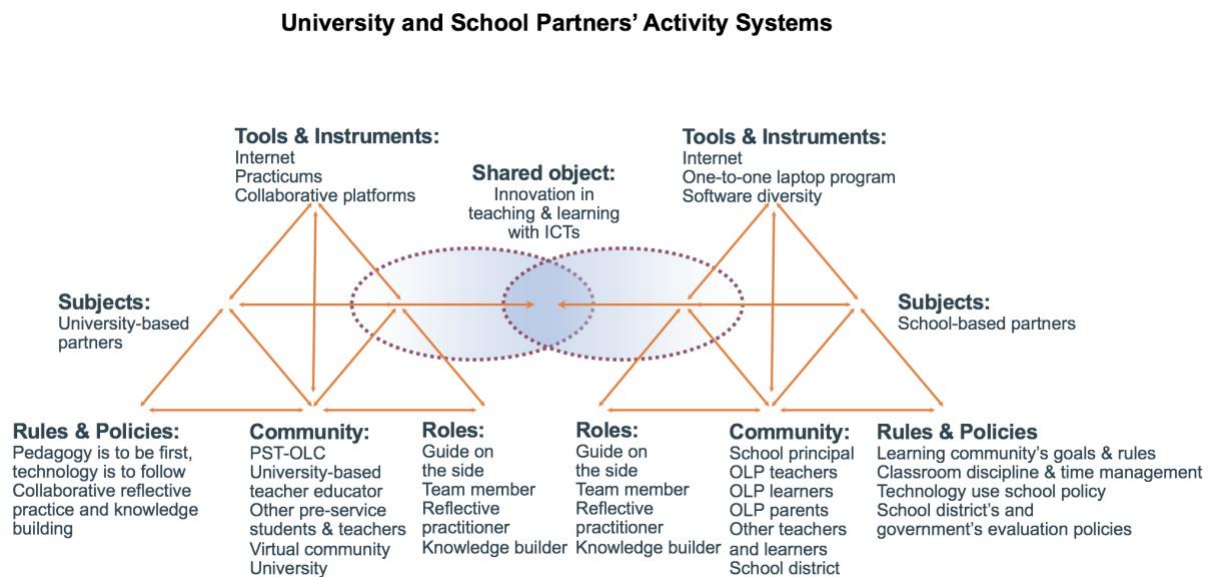 University and School Partners' Activity Systems
Tools & Instruments:
Internet
Practicums
Collaborative platforms
Shared object:
Innovation in
teaching & learning
with ICTs
Tools & Instruments:
Internet
One-to-one laptop program
Software diversity
Subjects:
University-based
partners
Subjects:
School-based partners
Rules & Policies:
Pedagogy is to be first,
technology is to follow
Collaborative reflective
practice and knowledge
building
Community:
PST-OLC
University-based
teacher educator
Other pre-service
students & teachers
Virtual community
University
Roles:
Guide on
the side
Team member
Reflective
practitioner
Knowledge builder
Roles:
Guide on
the side
Team member
Reflective
practitioner
Knowledge builder
Community:
School principal
OLP teachers
OLP learners
OLP parents
Other teachers
and learners
School district
Rules & Policies
Learning community's goals & rules
Classroom discipline & time management
Technology use school policy
School district's and
government's evaluation policies